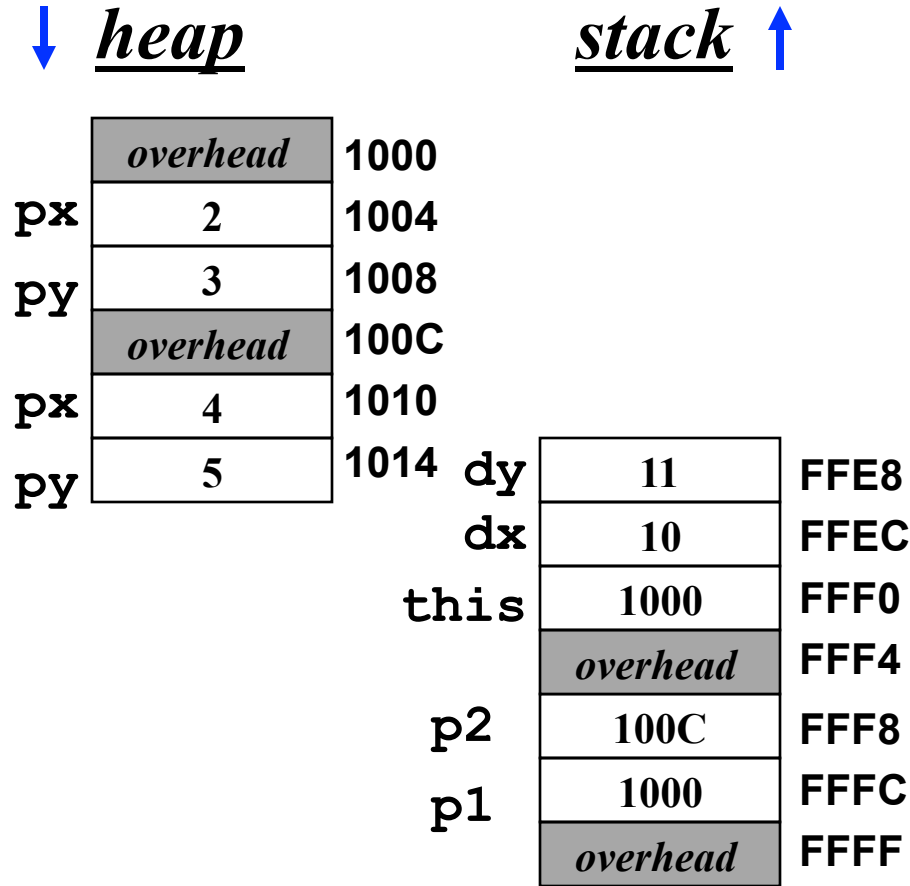 heap
overhead 1000
px 2 1004
py 3 1008
overhead 100C
px 4 1010
py 5 1014
stack
dy 11 FFE8
dx 10 FFEC
this 1000 FFF0
overhead FFF4
p2 100C FFF8
p1 1000 FFFC
overhead FFFF